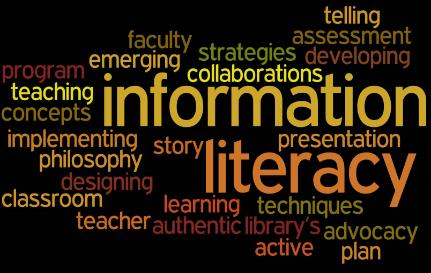 telling
faculty
assessment
emerging strategies developing
program
collaborations
teaching
information
concepts
implementing
story
presentation
philosophy
literacy
designing
classroom
learning
techniques
teacher
authentic library's
advocacy
active
plan